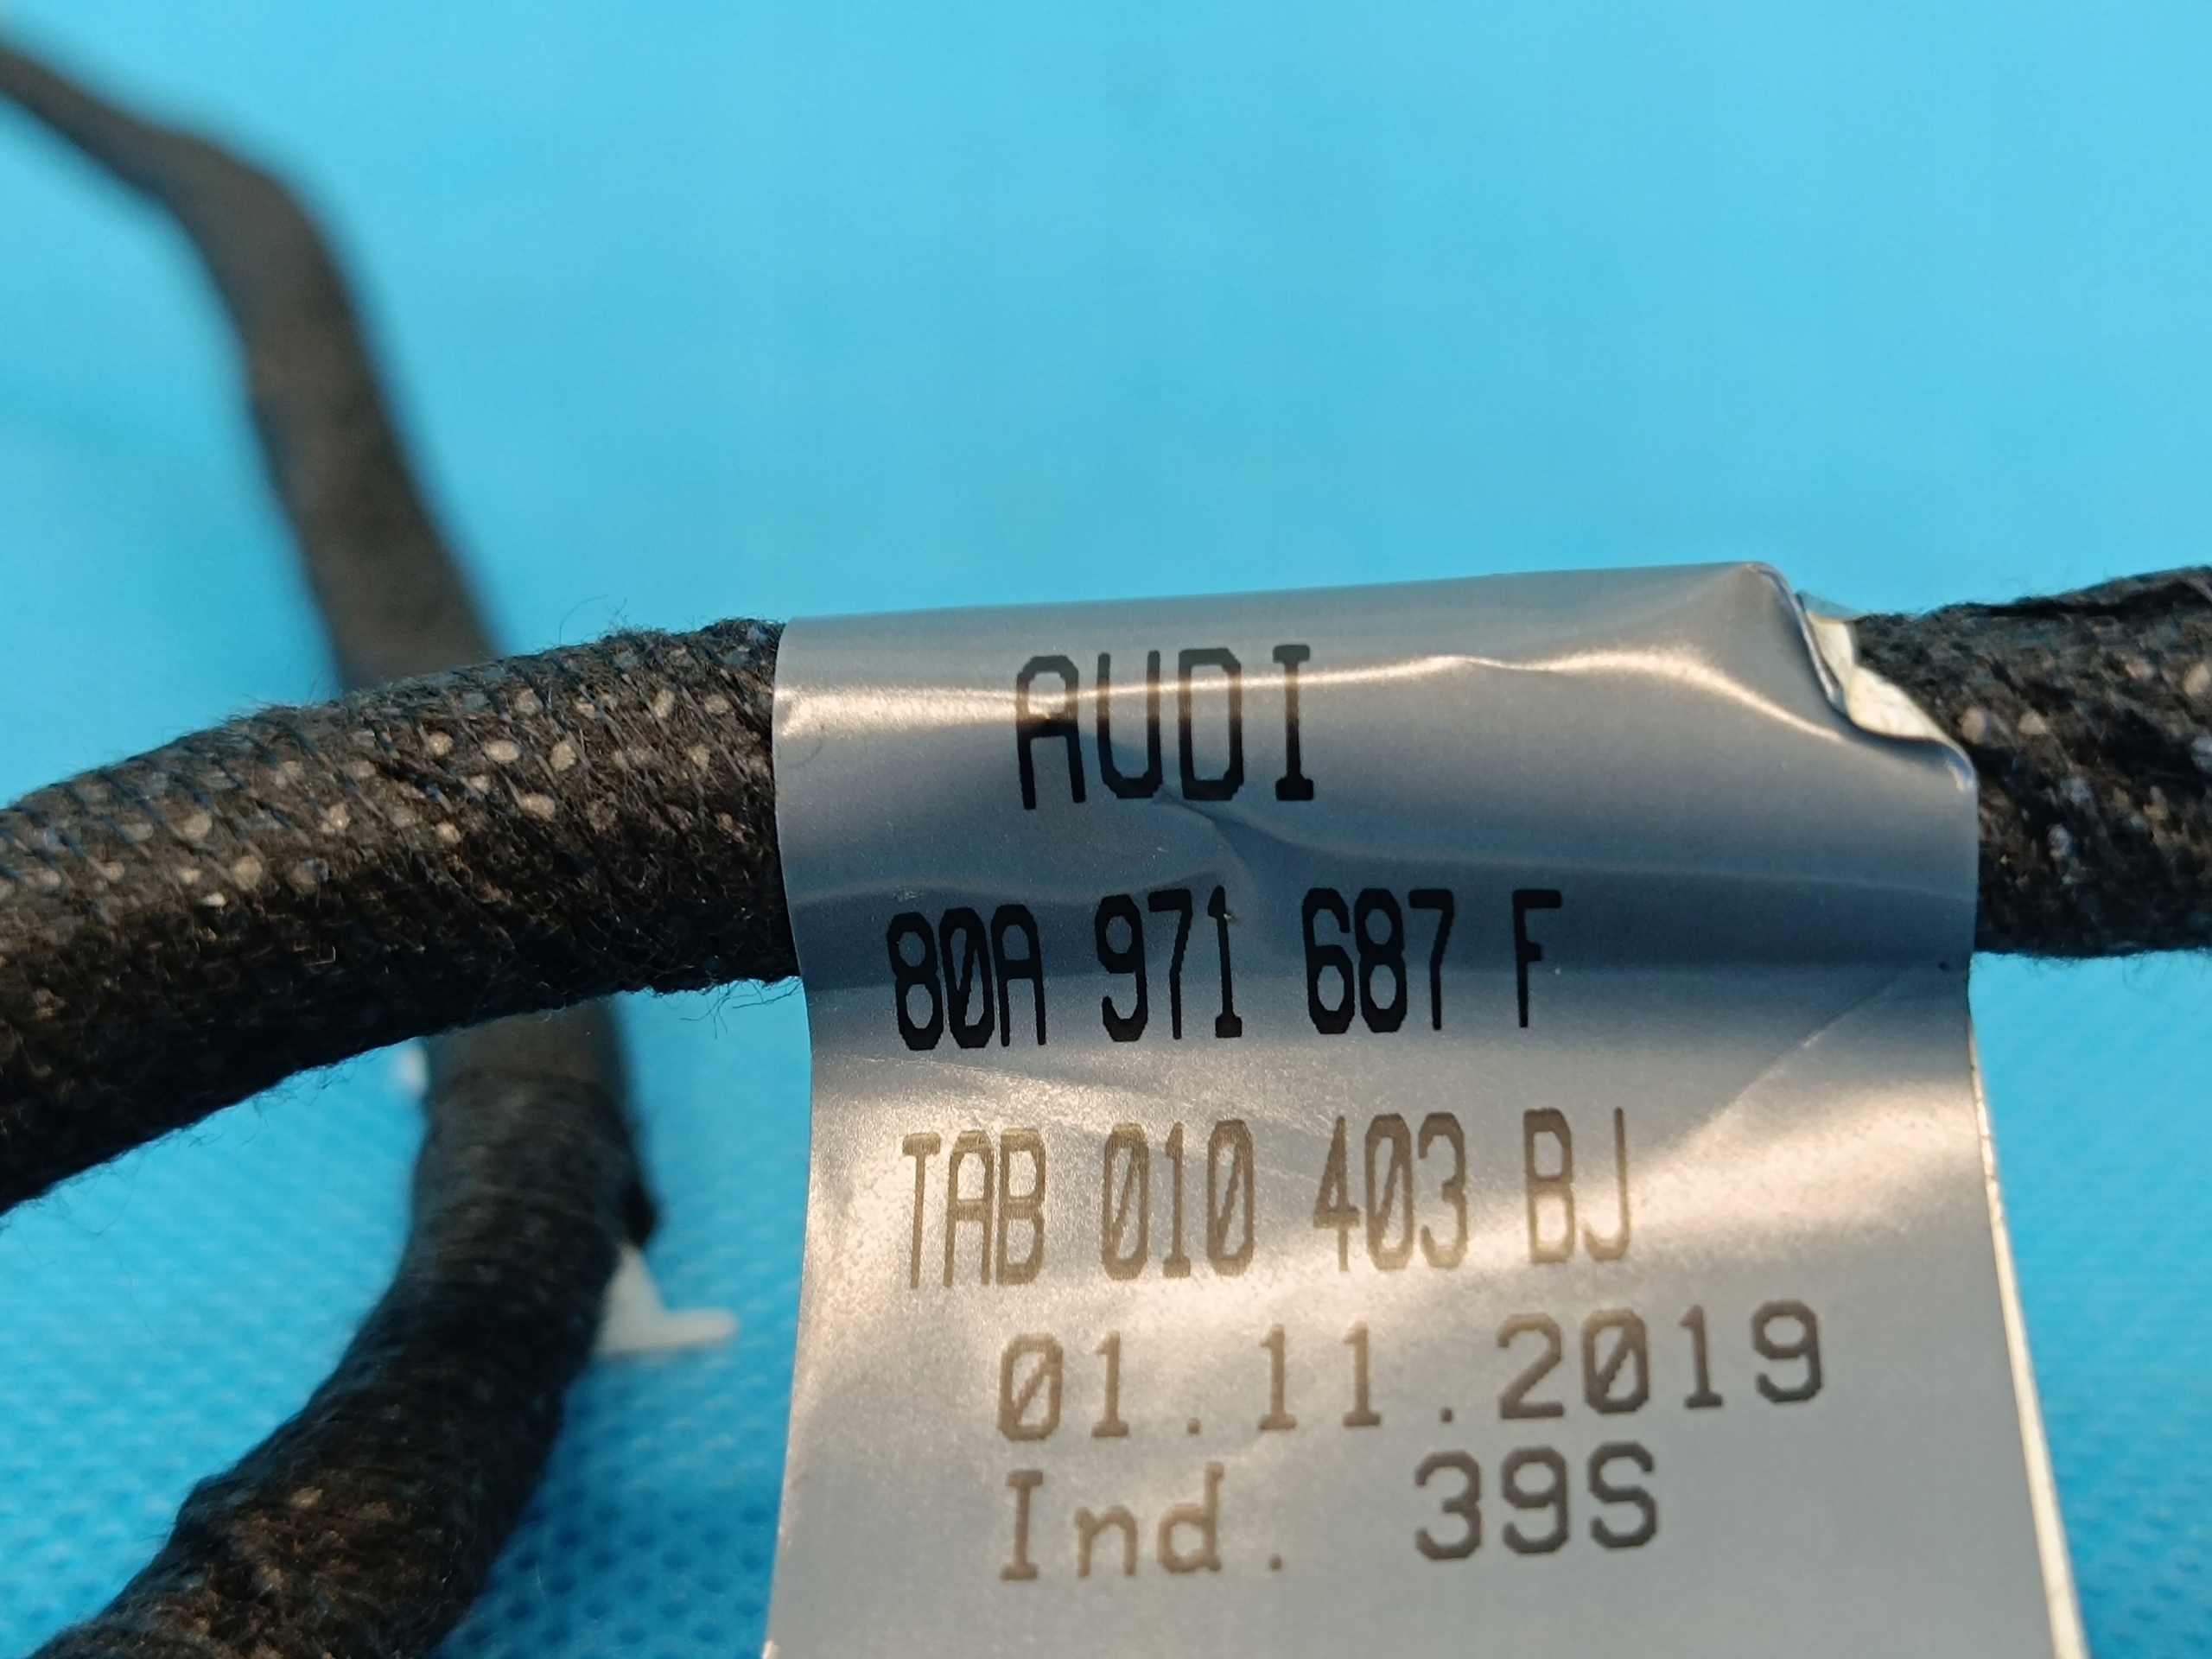 AUDI
80A 971 687 F
TAB 010 403 BJ
01.11.2019
Ind. 39S